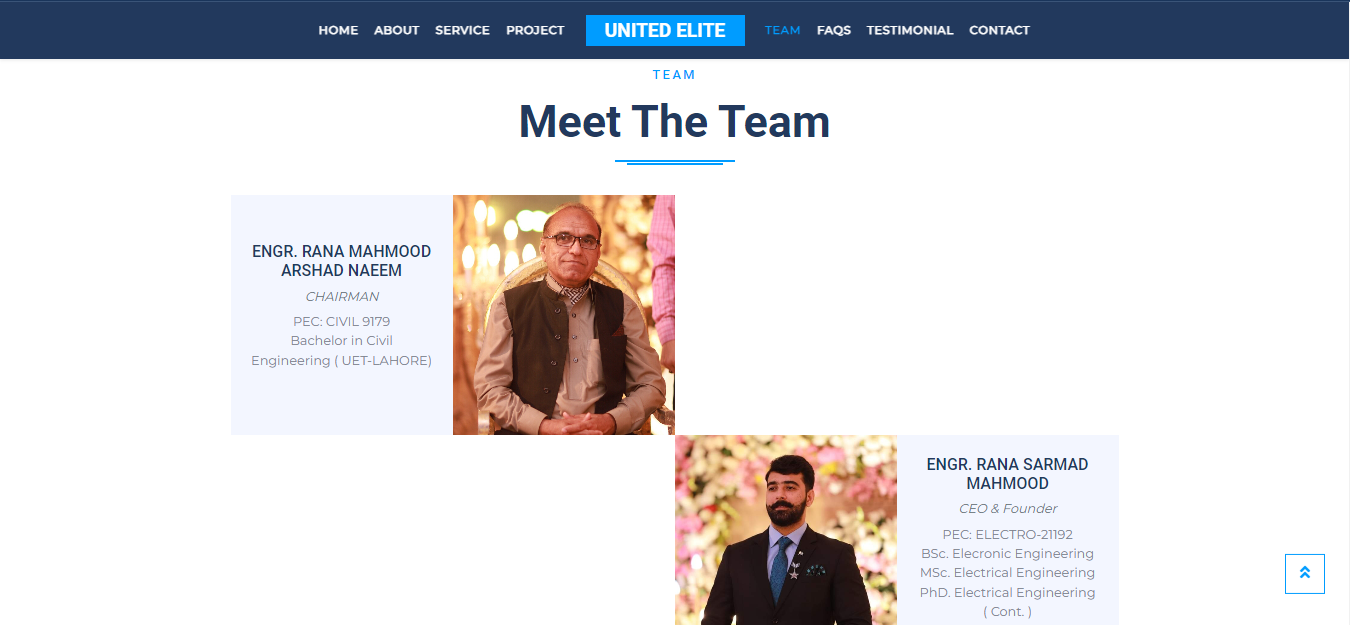 HOME ABOUT SERVICE PROJECT UNITED ELITE TEAM FAQS TESTIMONIAL CONTACT
TEAM
Meet The Team
ENGR. RANA MAHMOOD
ARSHAD NAEEM
CHAIRMAN
PEC: CIVIL 9179
Bachelor in Civil
Engineering ( UET-LAHORE)
ENGR. RANA SARMAD
MAHMOOD
CEO & Founder
PEC: ELECTRO-21192
BSc. Elecronic Engineering
MSc. Electrical Engineering
PhD. Electrical Engineering
( Cont. )